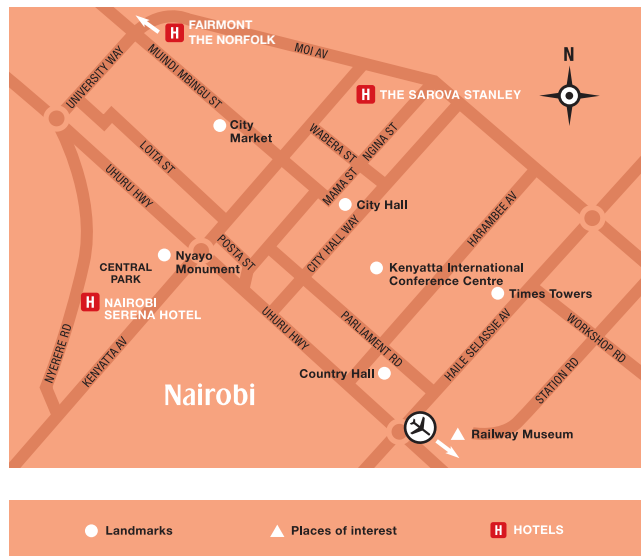 FAIRMONT
THE NORFOLK
MOI AV
N
UNIVERSITY WAY
MUINDI MBINGU ST
H
H
THE SAROVA STANLEY
City
Market
WABERA ST
NGINA ST
LOITA ST
MAMA ST
UHURU HWY
City Hall
HARAMBEE AV
POSTA ST
CITY HALL WAY
Nyayo
Monument
CENTRAL
PARK
Kenyatta International
Conference Centre
Times Towers
H
NAIROBI
SERENA HOTEL
UHURU HWY
PARLIAMENT RD
HAILE SELASSIE AV
WORKSHOP RD
NYERERE RD
KENYATTA AV
Country Hall
STATION RD
Nairobi
Railway Museum
Landmarks
Places of interest
H
HOTELS